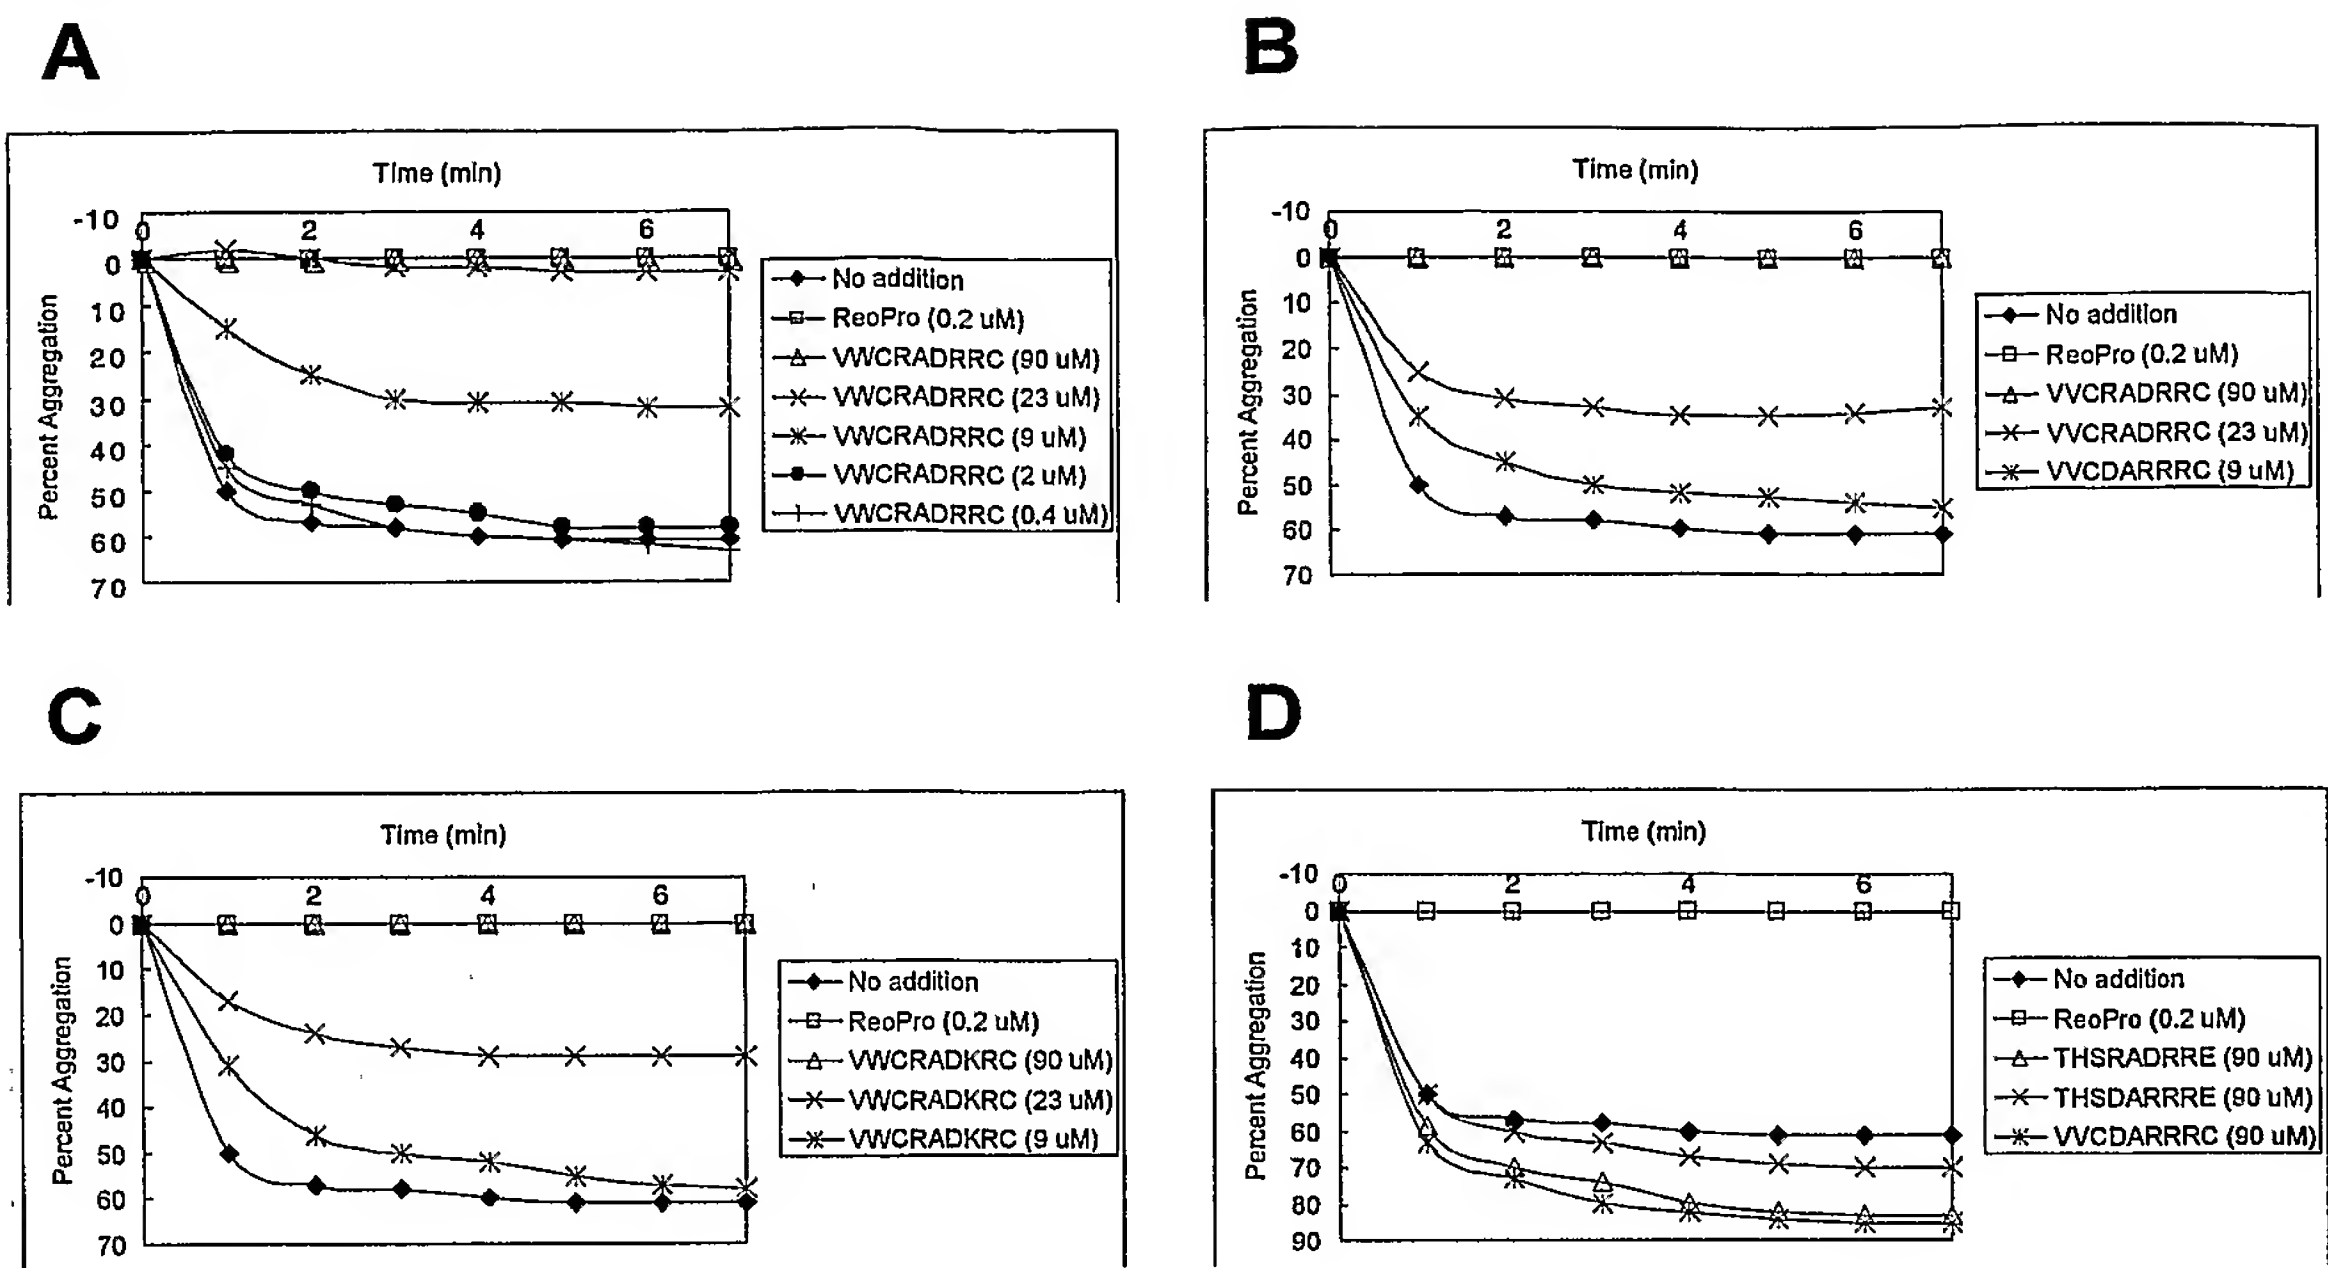 A
Time (min)
-10
0
2
4
6
0
10
20
30
40
50
60
70
Percent Aggregation
No addition
ReoPro (0.2 uM)
VWCRADRRC (90 uM)
VWCRADRRC (23 uM)
VWCRADRRC (9 uM)
VWCRADRRC (2 uM)
VWCRADRRC (0.4 uM)
B
Time (min)
-10
0
2
4
6
0
10
20
30
40
50
60
70
Percent Aggregation
No addition
ReoPro (0.2 uM)
VVCRADRRC (90 uM)
VVCRADRRC (23 uM)
VVCDARRRC (9 uM)
C
Time (min)
-10
0
2
4
6
0
10
20
30
40
50
60
70
Percent Aggregation
No addition
ReoPro (0.2 uM)
VWCRADKRC (90 uM)
VWCRADKRC (23 uM)
VWCRADKRC (9 uM)
D
Time (min)
-10
0
2
4
6
0
10
20
30
40
50
60
70
80
90
Percent Aggregation
No addition
ReoPro (0.2 uM)
THSRADRRE (90 uM)
THSDARRRE (90 uM)
VVCDARRRC (90 uM)